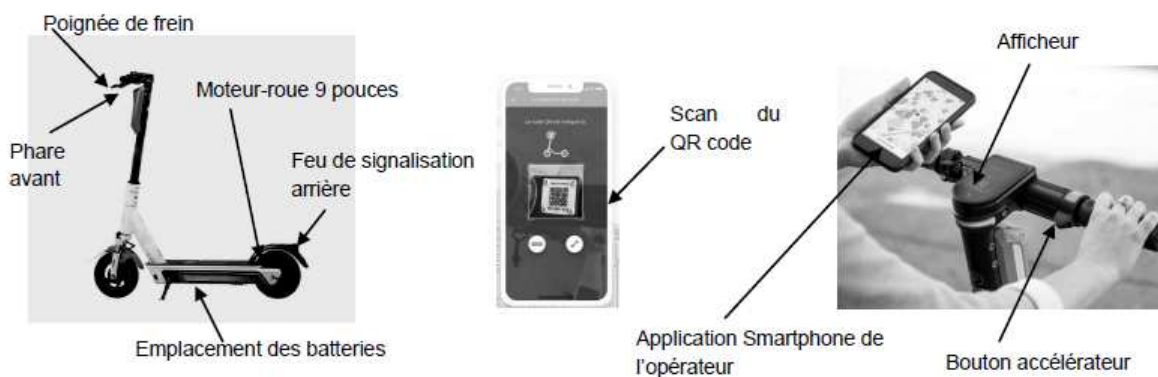 Poignée de frein
Moteur-roue 9 pouces
Phare
avant
Feu de signalisation
arrière
Emplacement des batteries
Scan du
QR code
Afficheur
Application Smartphone de
l'opérateur
Bouton accélérateur